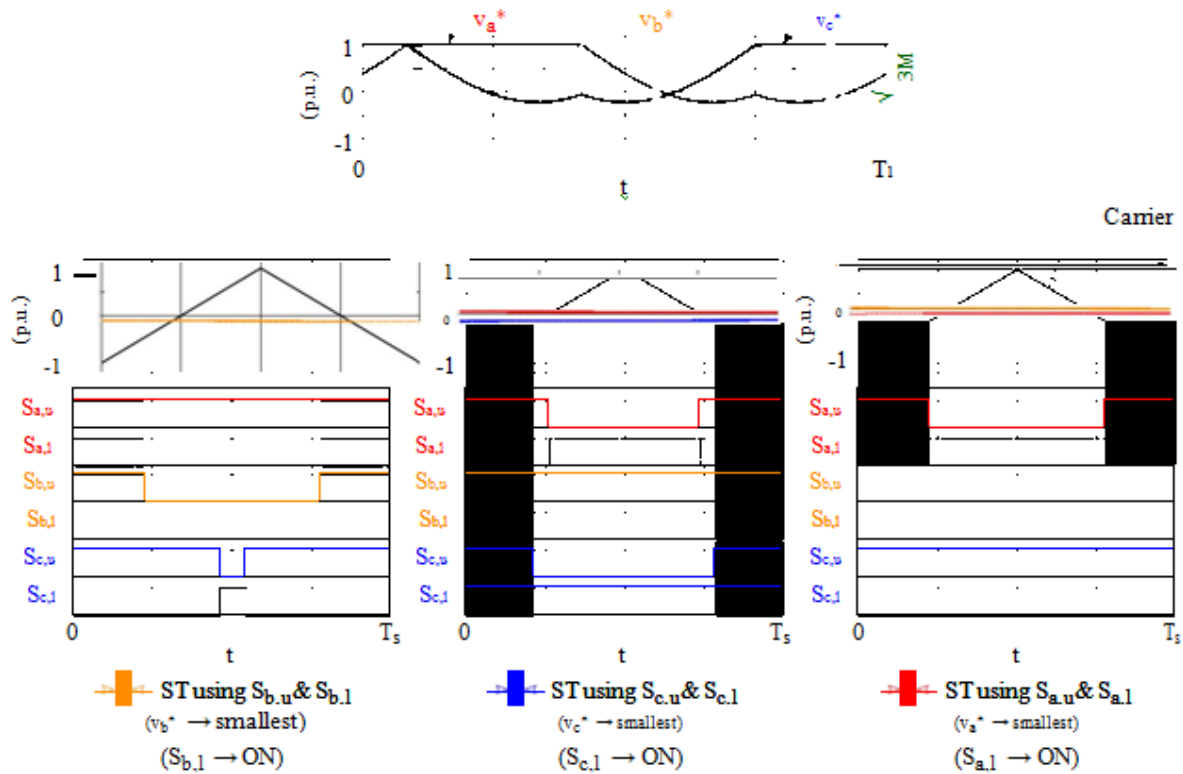 va* vb* vc*
1
0
-1
(p.u.)
3M
0 T1
t
Carrier
1
0
-1
(p.u.)
Sa,u
Sa,l
Sb,u
Sb,l
Sc,u
Sc,l
0 Ts
t
1
0
-1
Sa,u
Sa,l
Sb,u
Sb,l
Sc,u
Sc,l
0 Ts
t
1
0
-1
(p.u.)
Sa,u
Sa,l
Sb,u
Sb,l
Sc,u
Sc,l
0 Ts
t
ST using Sb.u & Sb.l
(vb* → smallest)
(Sb,l → ON)
ST using Sc.u & Sc.l
(vc* → smallest)
(Sc,l → ON)
ST using Sa.u & Sa.l
(va* → smallest)
(Sa,l → ON)